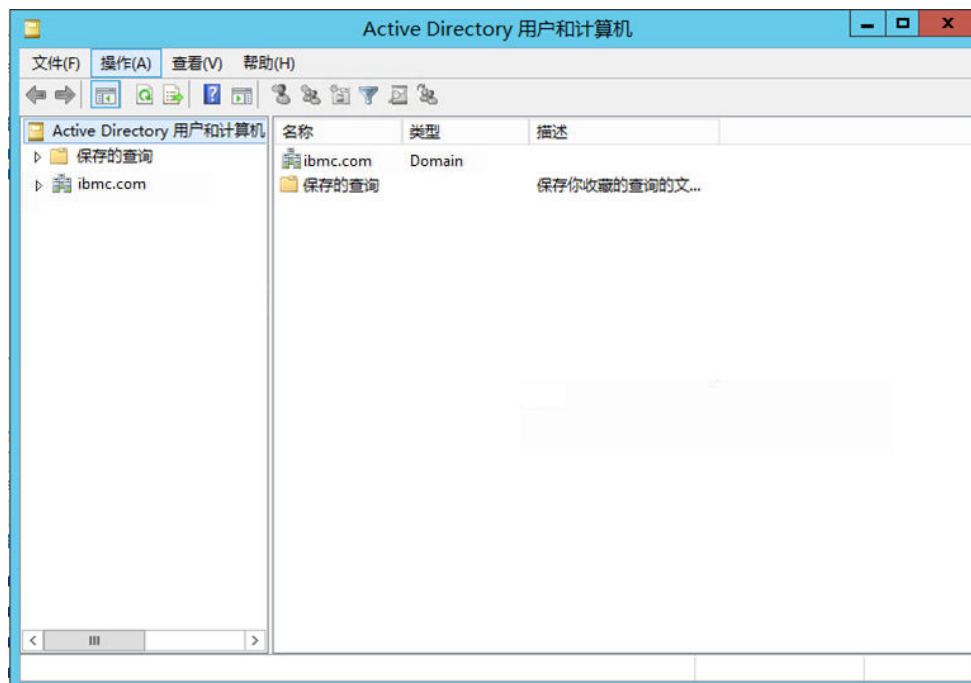 Active Directory 用户和计算机
文件(F) 操作(A) 查看(V) 帮助(H)
Active Directory 用户和计算机
保存的查询
ibmc.com
名称 类型 描述
ibmc.com Domain
保存的查询 保存你收藏的查询的文...